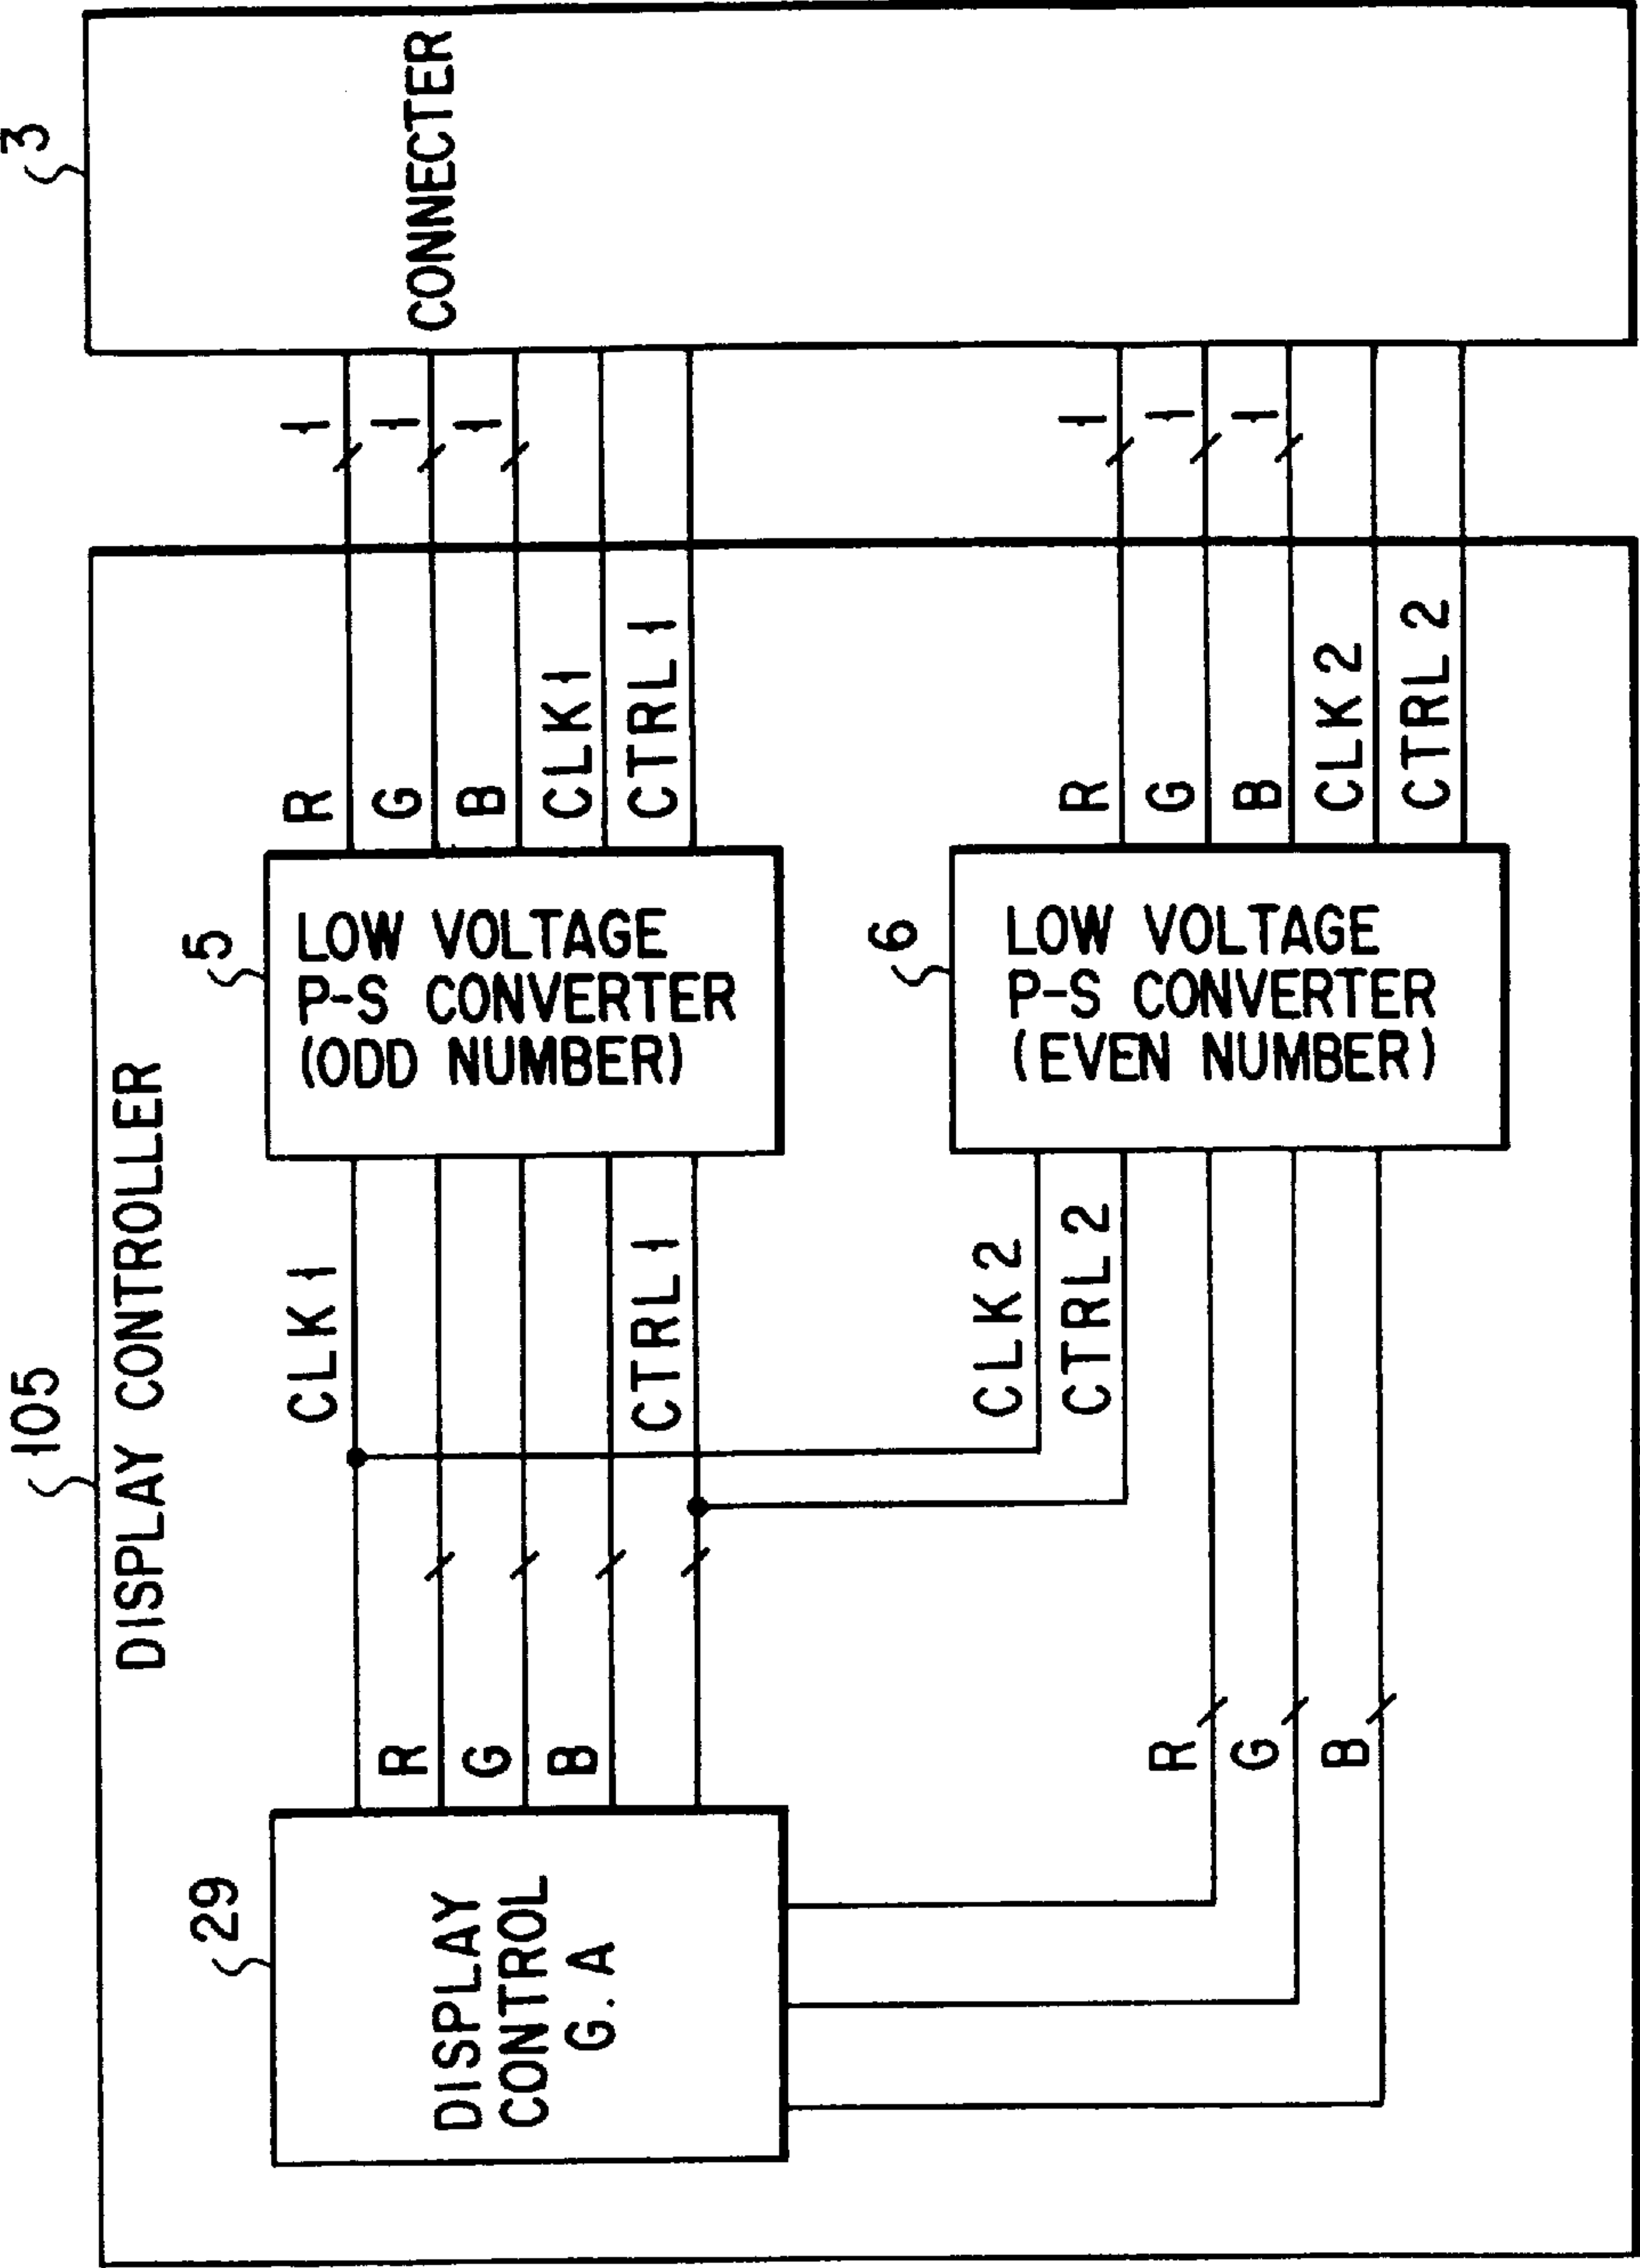 105
DISPLAY CONTROLLER
3
CONNECTER
29
DISPLAY
CONTROL
G. A
CLK1
R
G
B
CTRL1
5
LOW VOLTAGE
P-S CONVERTER
(ODD NUMBER)
R
G
B
CLK1
CTRL1
1
1
1
CLK2
CTRL2
R
G
B
6
LOW VOLTAGE
P-S CONVERTER
(EVEN NUMBER)
R
G
B
CLK2
CTRL2
1
1
1